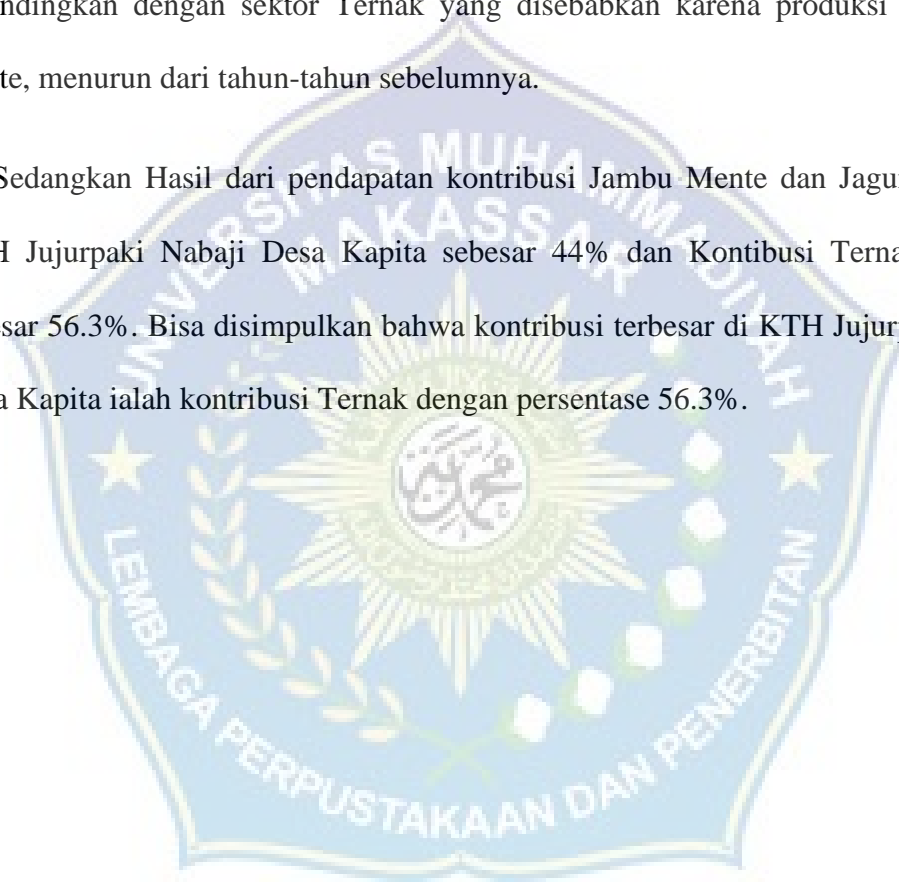 ndingkan dengan sektor Ternak yang disebabkan karena produksi
te, menurun dari tahun-tahun sebelumnya.
Sedangkan Hasil dari pendapatan kontribusi Jambu Mente dan Jagu
H Jujurpaki Nabaji Desa Kapita sebesar 44% dan Kontibusi Terna
esar 56.3%. Bisa disimpulkan bahwa kontribusi terbesar di KTH Jujurp
a Kapita ialah kontribusi Ternak dengan persentase 56.3%.
UNIVERSITAS MUHAMMADIYAH
MAKASSAR
LEMBAGA PERPUSTAKAAN DAN PENERBITAN